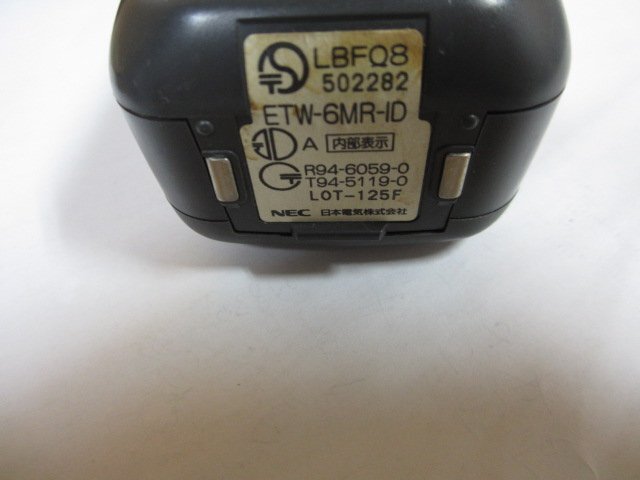 LBFQ8
502282
ETW-6MR-ID
A 内部表示
R94-6059-0
T94-5119-0
LOT-125F
NEC 日本電気株式会社